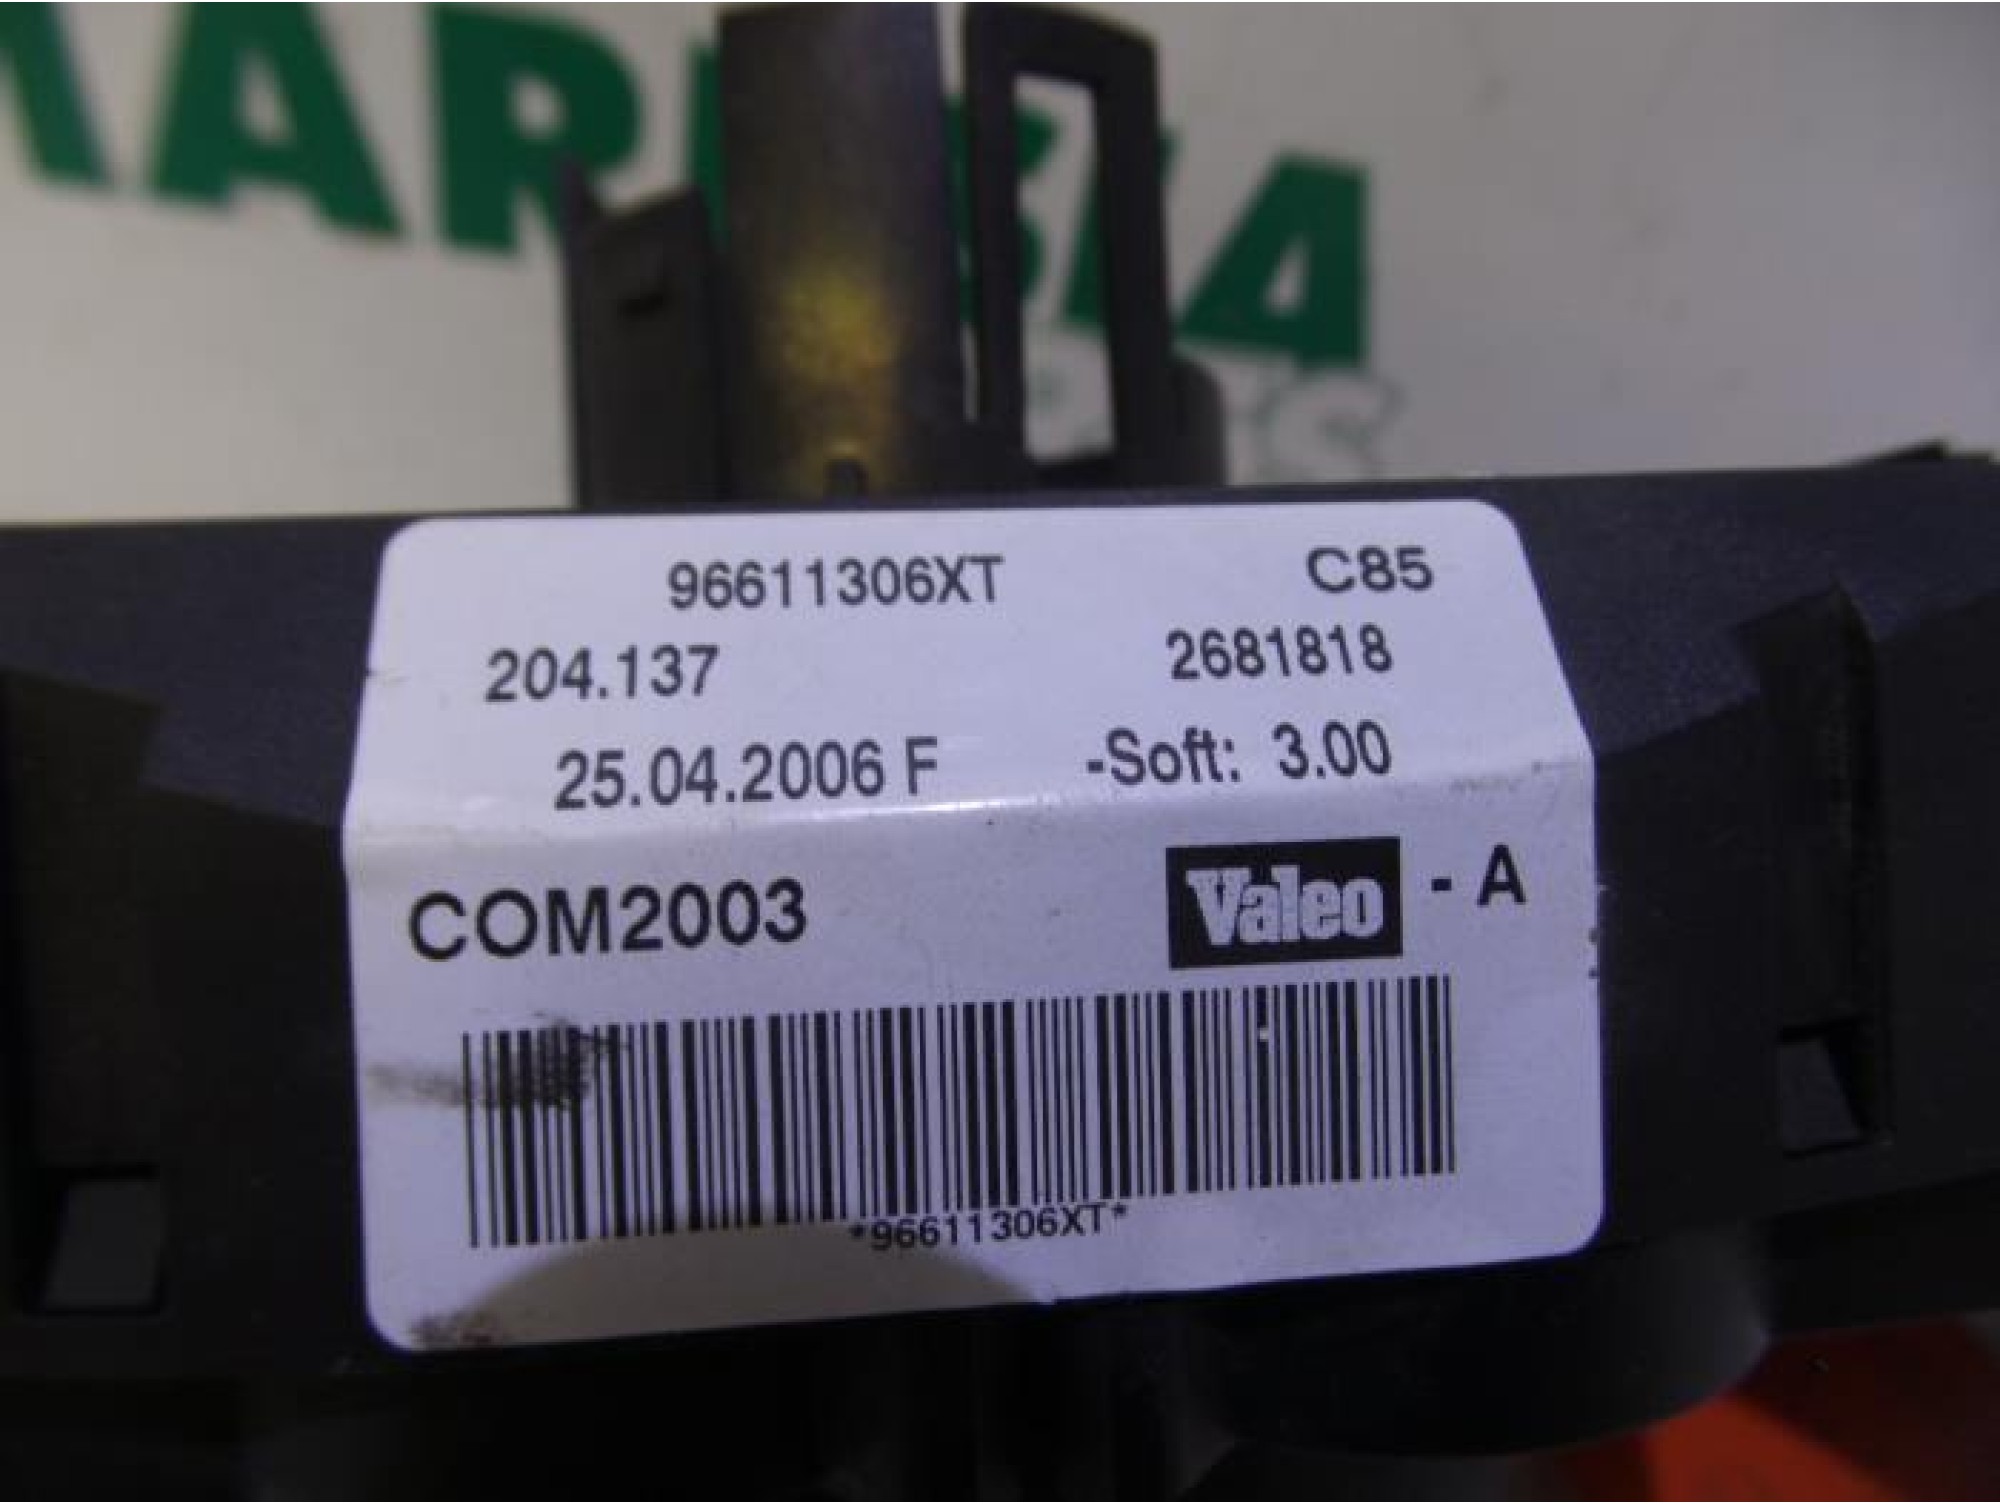 96611306XT C85
204.137 2681818
25.04.2006 F -Soft: 3.00
COM2003 Valeo - A
*96611306XT*